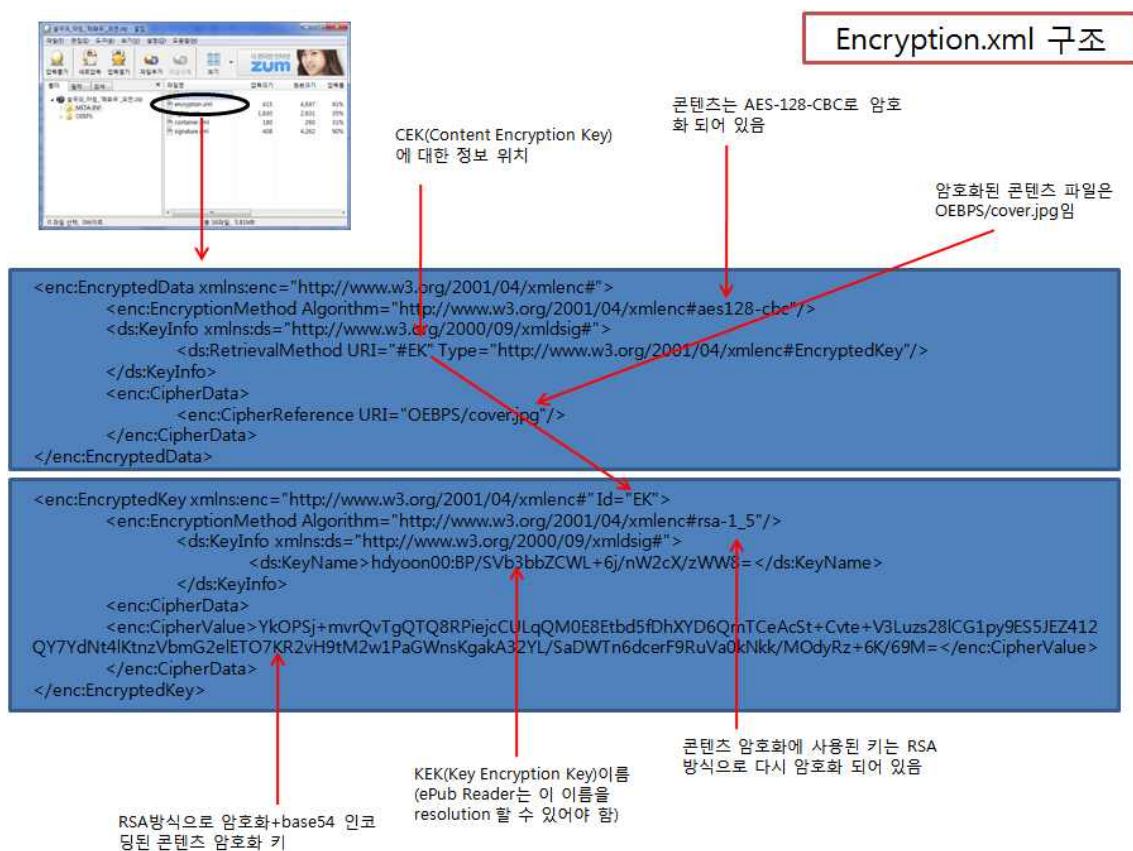 Encryption.xml 구조
zum
encryption.xml
META-INF
OEBPS
콘텐츠는 AES-128-CBC로 암호
화 되어 있음
CEK(Content Encryption Key)
에 대한 정보 위치
암호화된 콘텐츠 파일은
OEBPS/cover.jpg임
<enc:EncryptedData xmlns:enc="http://www.w3.org/2001/04/xmlenc#">
<enc:EncryptionMethod Algorithm="http://www.w3.org/2001/04/xmlenc#aes128-cbc"/>
<ds:KeyInfo xmlns:ds="http://www.w3.org/2000/09/xmldsig#">
<ds:RetrievalMethod URI="#EK" Type="http://www.w3.org/2001/04/xmlenc#EncryptedKey"/>
</ds:KeyInfo>
<enc:CipherData>
<enc:CipherReference URI="OEBPS/cover.jpg"/>
</enc:CipherData>
</enc:EncryptedData>
<enc:EncryptedKey xmlns:enc="http://www.w3.org/2001/04/xmlenc#" Id="EK">
<enc:EncryptionMethod Algorithm="http://www.w3.org/2001/04/xmlenc#rsa-1_5"/>
<ds:KeyInfo xmlns:ds="http://www.w3.org/2000/09/xmldsig#">
<ds:KeyName>hdyoon00:BP/SVb3bbZCWL+6j/nW2cX/zWW8=</ds:KeyName>
</ds:KeyInfo>
<enc:CipherData>
<enc:CipherValue>YkOPSj+mvrQvTgQTQ8RPiejcCULqQM0E8Etbd5fDhXYD6QmTCeAcSt+Cvte+V3Luzs28lCG1py9ES5JEZ412
QY7YdNt4lKtnzVbmG2elETO7KR2vH9tM2w1PaGWnsKgakA32YL/SaDWTn6dcerF9RuVa0kNkk/MOdyRz+6K/69M=</enc:CipherValue>
</enc:CipherData>
</enc:EncryptedKey>
콘텐츠 암호화에 사용된 키는 RSA
방식으로 다시 암호화 되어 있음
KEK(Key Encryption Key)이름
(ePub Reader는 이 이름을
resolution 할 수 있어야 함)
RSA방식으로 암호화+base54 인코
딩된 콘텐츠 암호화 키